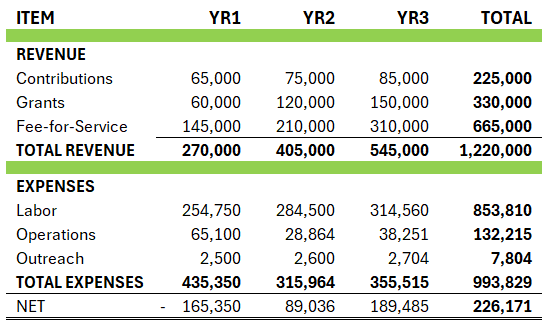 ITEM YR1 YR2 YR3 TOTAL
REVENUE
Contributions 65,000 75,000 85,000 225,000
Grants 60,000 120,000 150,000 330,000
Fee-for-Service 145,000 210,000 310,000 665,000
TOTAL REVENUE 270,000 405,000 545,000 1,220,000
EXPENSES
Labor 254,750 284,500 314,560 853,810
Operations 65,100 28,864 38,251 132,215
Outreach 2,500 2,600 2,704 7,804
TOTAL EXPENSES 435,350 315,964 355,515 993,829
NET - 165,350 89,036 189,485 226,171